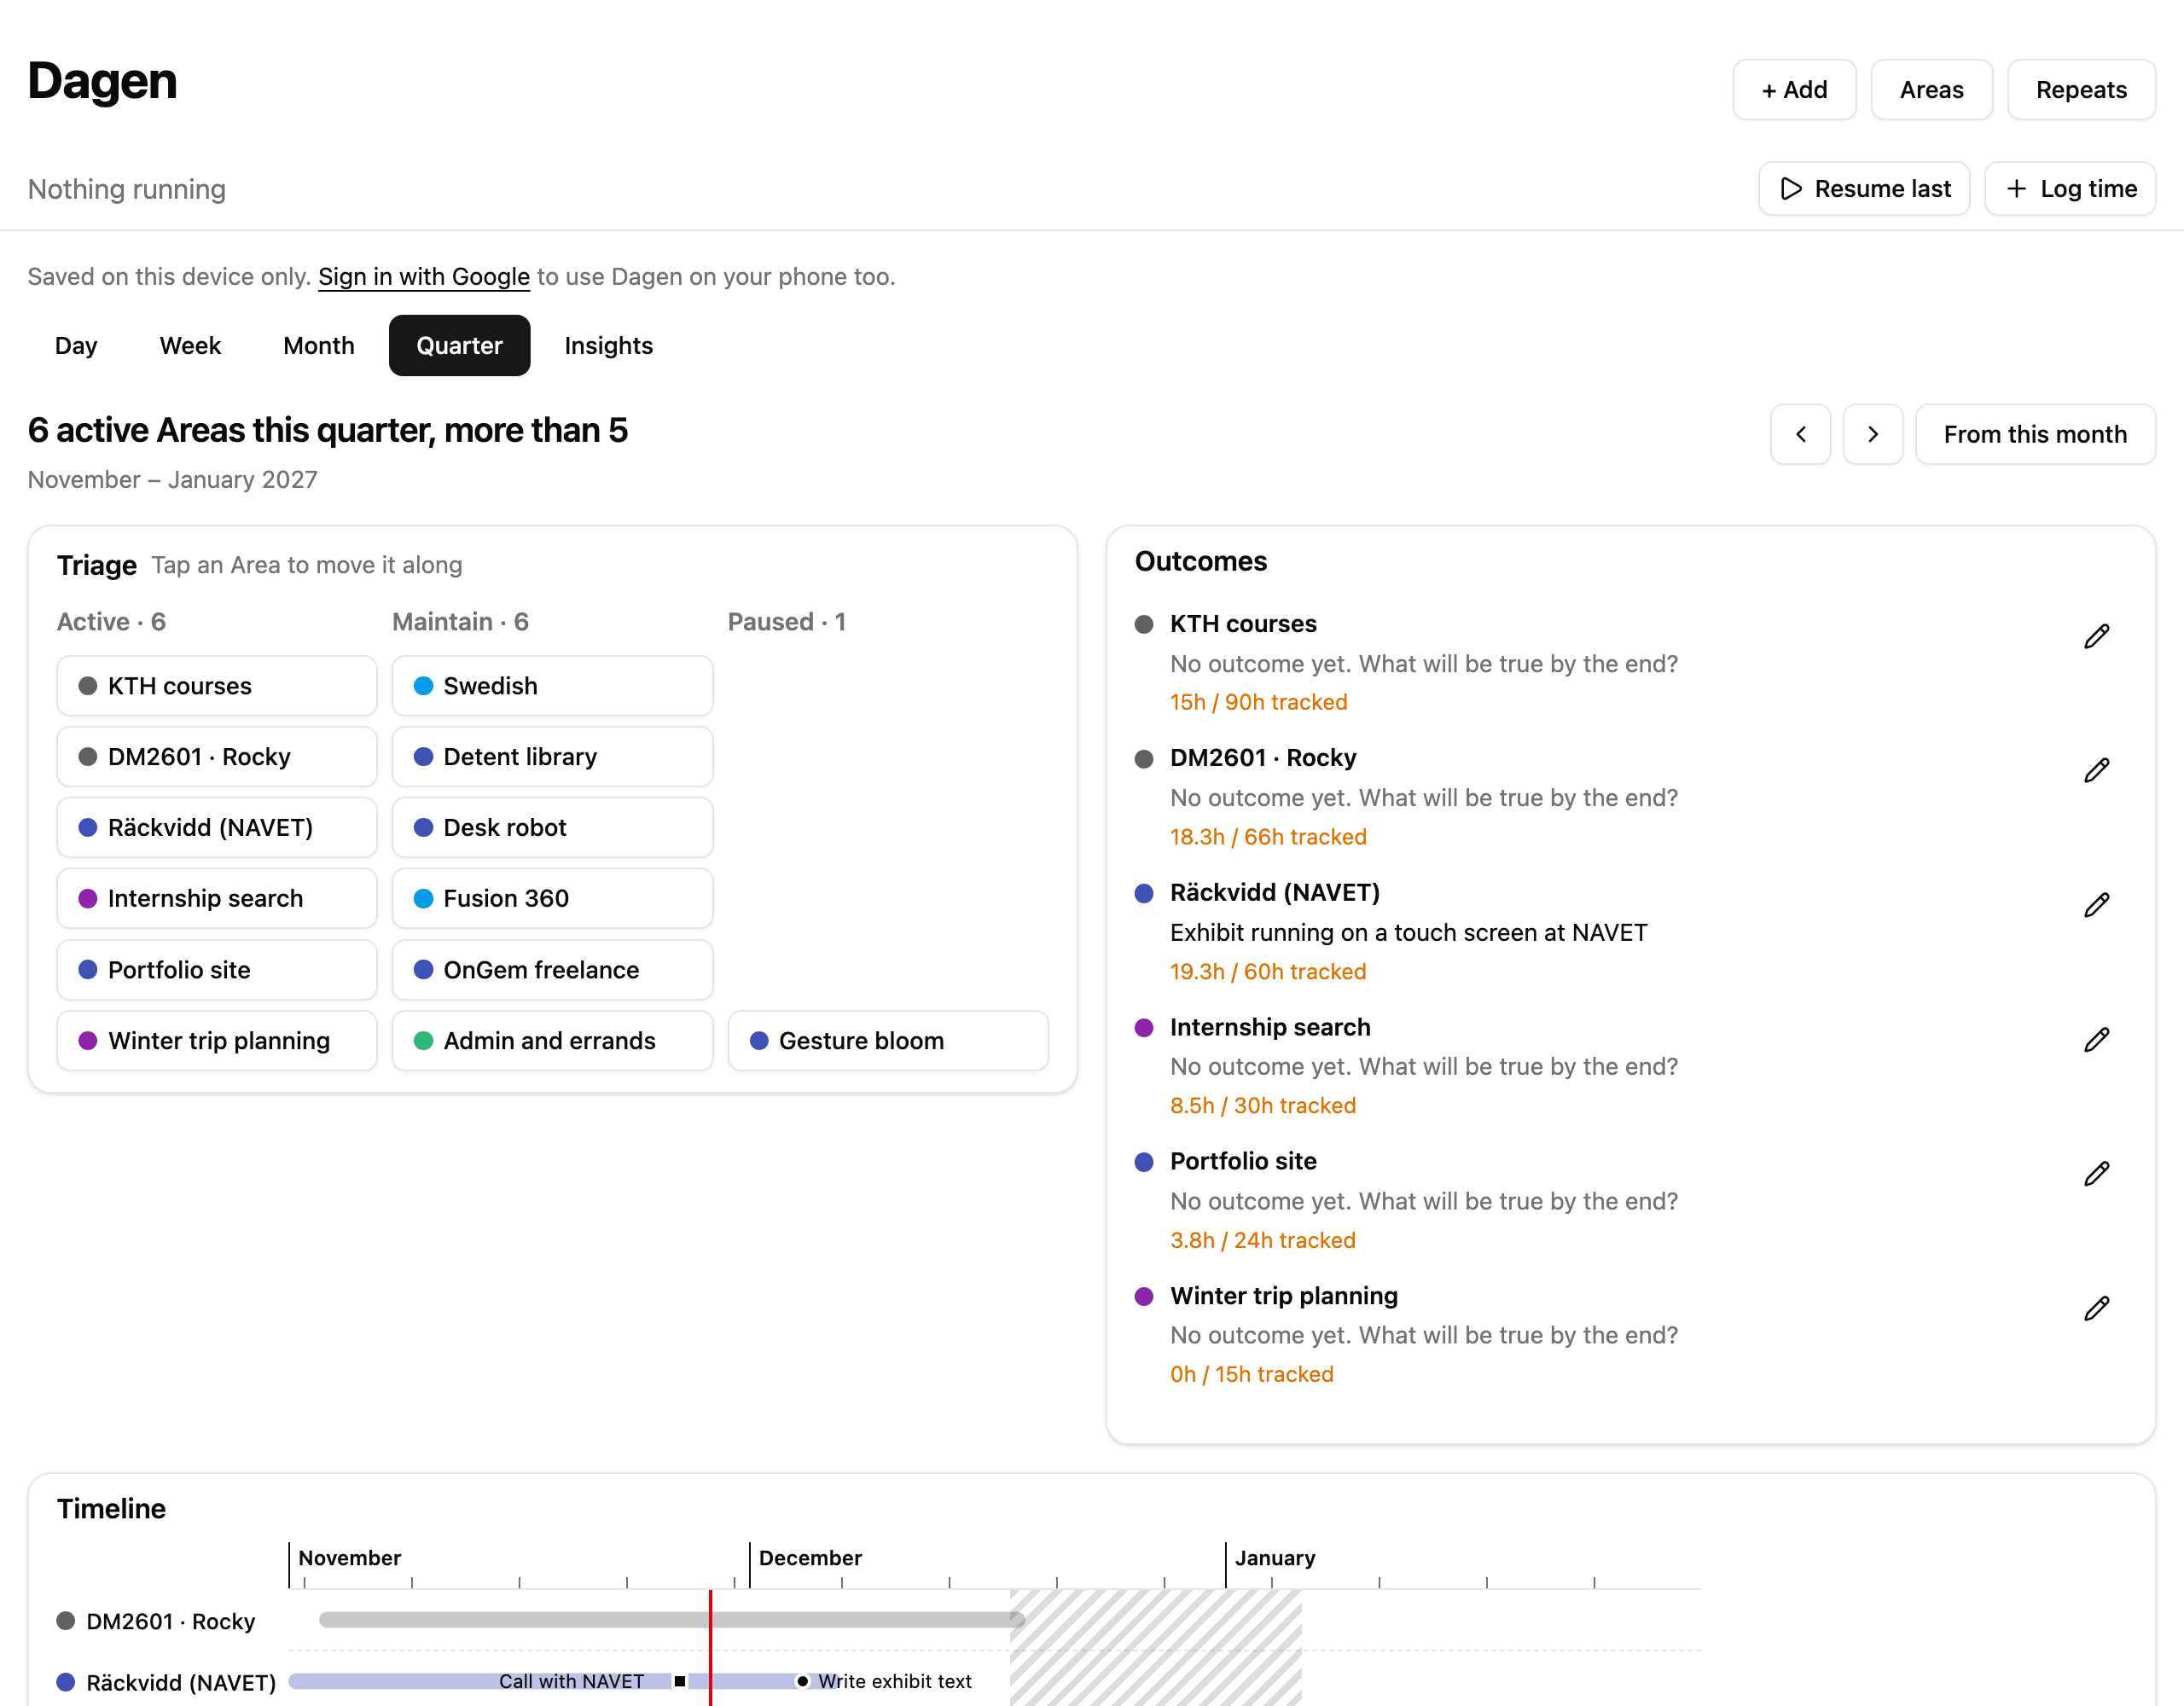 Dagen
+ Add
Areas
Repeats
Nothing running
Resume last
+ Log time
Saved on this device only. Sign in with Google to use Dagen on your phone too.
Day
Week
Month
Quarter
Insights
6 active Areas this quarter, more than 5
From this month
November – January 2027
Triage Tap an Area to move it along
Active · 6
Maintain · 6
Paused · 1
KTH courses
Swedish
DM2601 · Rocky
Detent library
Räckvidd (NAVET)
Desk robot
Internship search
Fusion 360
Portfolio site
OnGem freelance
Winter trip planning
Admin and errands
Gesture bloom
Outcomes
KTH courses
No outcome yet. What will be true by the end?
15h / 90h tracked
DM2601 · Rocky
No outcome yet. What will be true by the end?
18.3h / 66h tracked
Räckvidd (NAVET)
Exhibit running on a touch screen at NAVET
19.3h / 60h tracked
Internship search
No outcome yet. What will be true by the end?
8.5h / 30h tracked
Portfolio site
No outcome yet. What will be true by the end?
3.8h / 24h tracked
Winter trip planning
No outcome yet. What will be true by the end?
0h / 15h tracked
Timeline
November
December
January
DM2601 · Rocky
Räckvidd (NAVET)
Call with NAVET
Write exhibit text